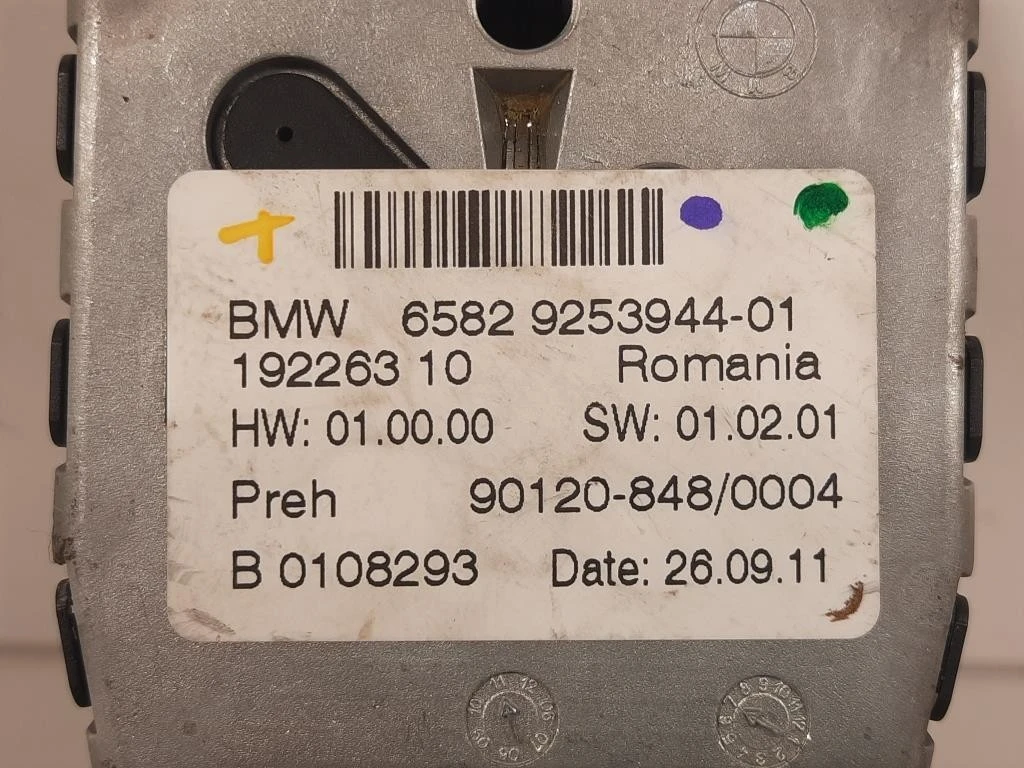 BMW
BMW 6582 9253944-01
192263 10 Romania
HW: 01.00.00 SW: 01.02.01
Preh 90120-848/0004
B 0108293 Date: 26.09.11